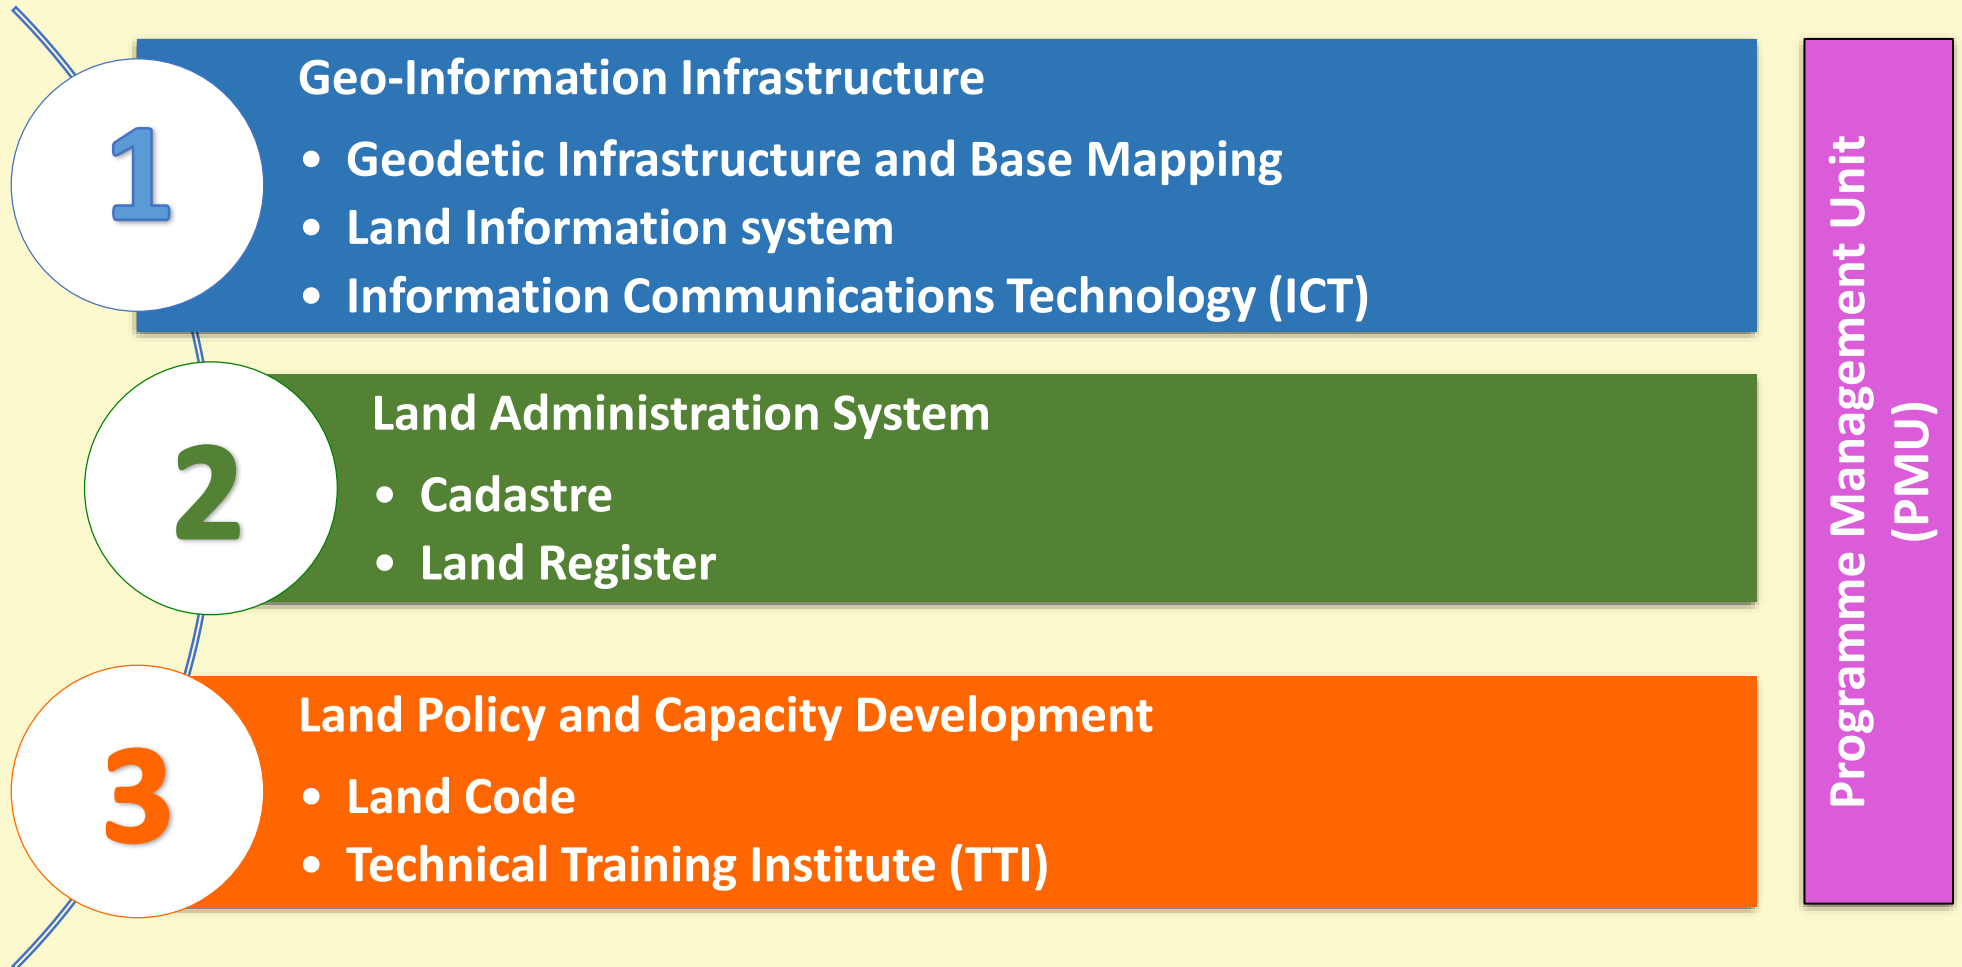 1
Geo-Information Infrastructure
• Geodetic Infrastructure and Base Mapping
• Land Information system
• Information Communications Technology (ICT)
2
Land Administration System
• Cadastre
• Land Register
3
Land Policy and Capacity Development
• Land Code
• Technical Training Institute (TTI)
Programme Management Unit
(PMU)